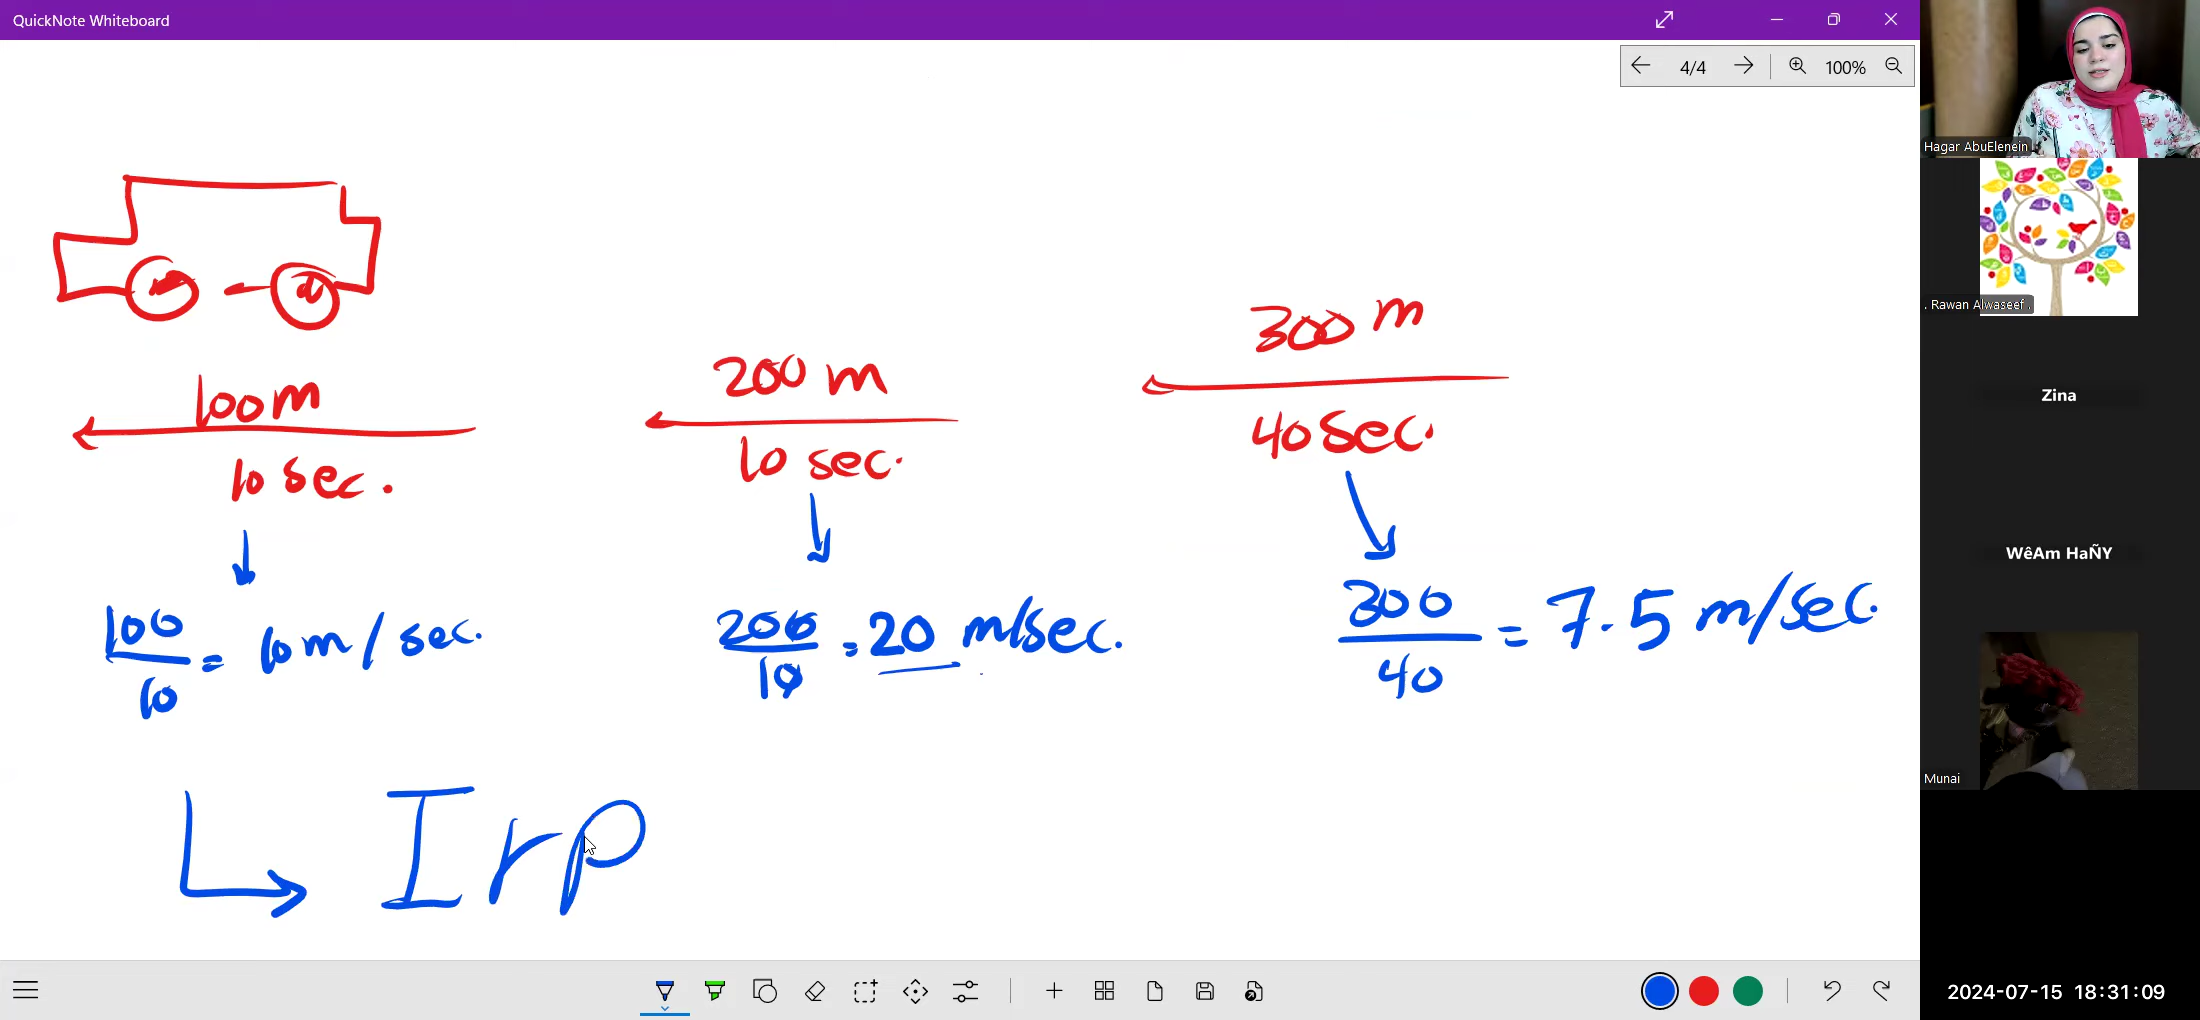 QuickNote Whiteboard
4/4
100%
100m
10 sec.
100
10
= 10 m / sec.
200 m
10 sec.
200
10
= 20 m/sec.
300 m
40 sec.
300
40
= 7.5 m/sec.
Irp
Hagar AbuElenein
. Rawan Alwaseef .
Zina
WêAm HaÑY
Munai
2024-07-15 18:31:09